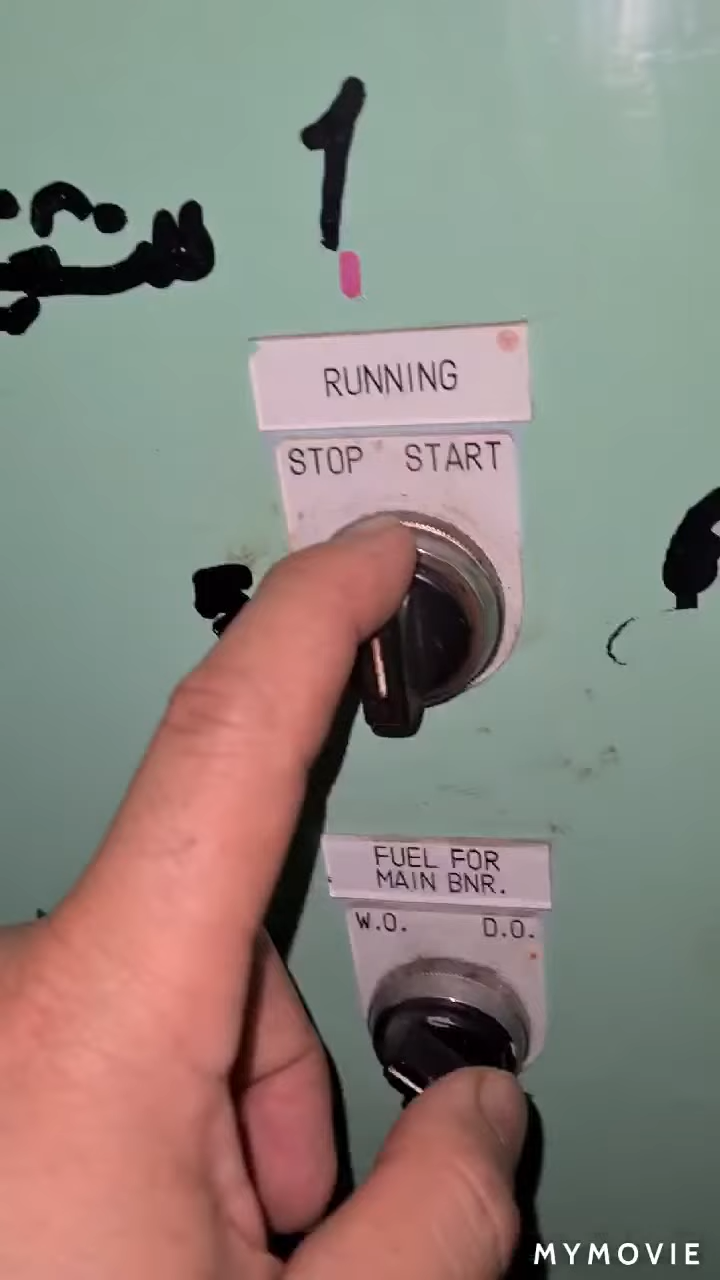 1
RUNNING
STOP START
FUEL FOR
MAIN BNR.
W.O. D.O.
MYMOVIE